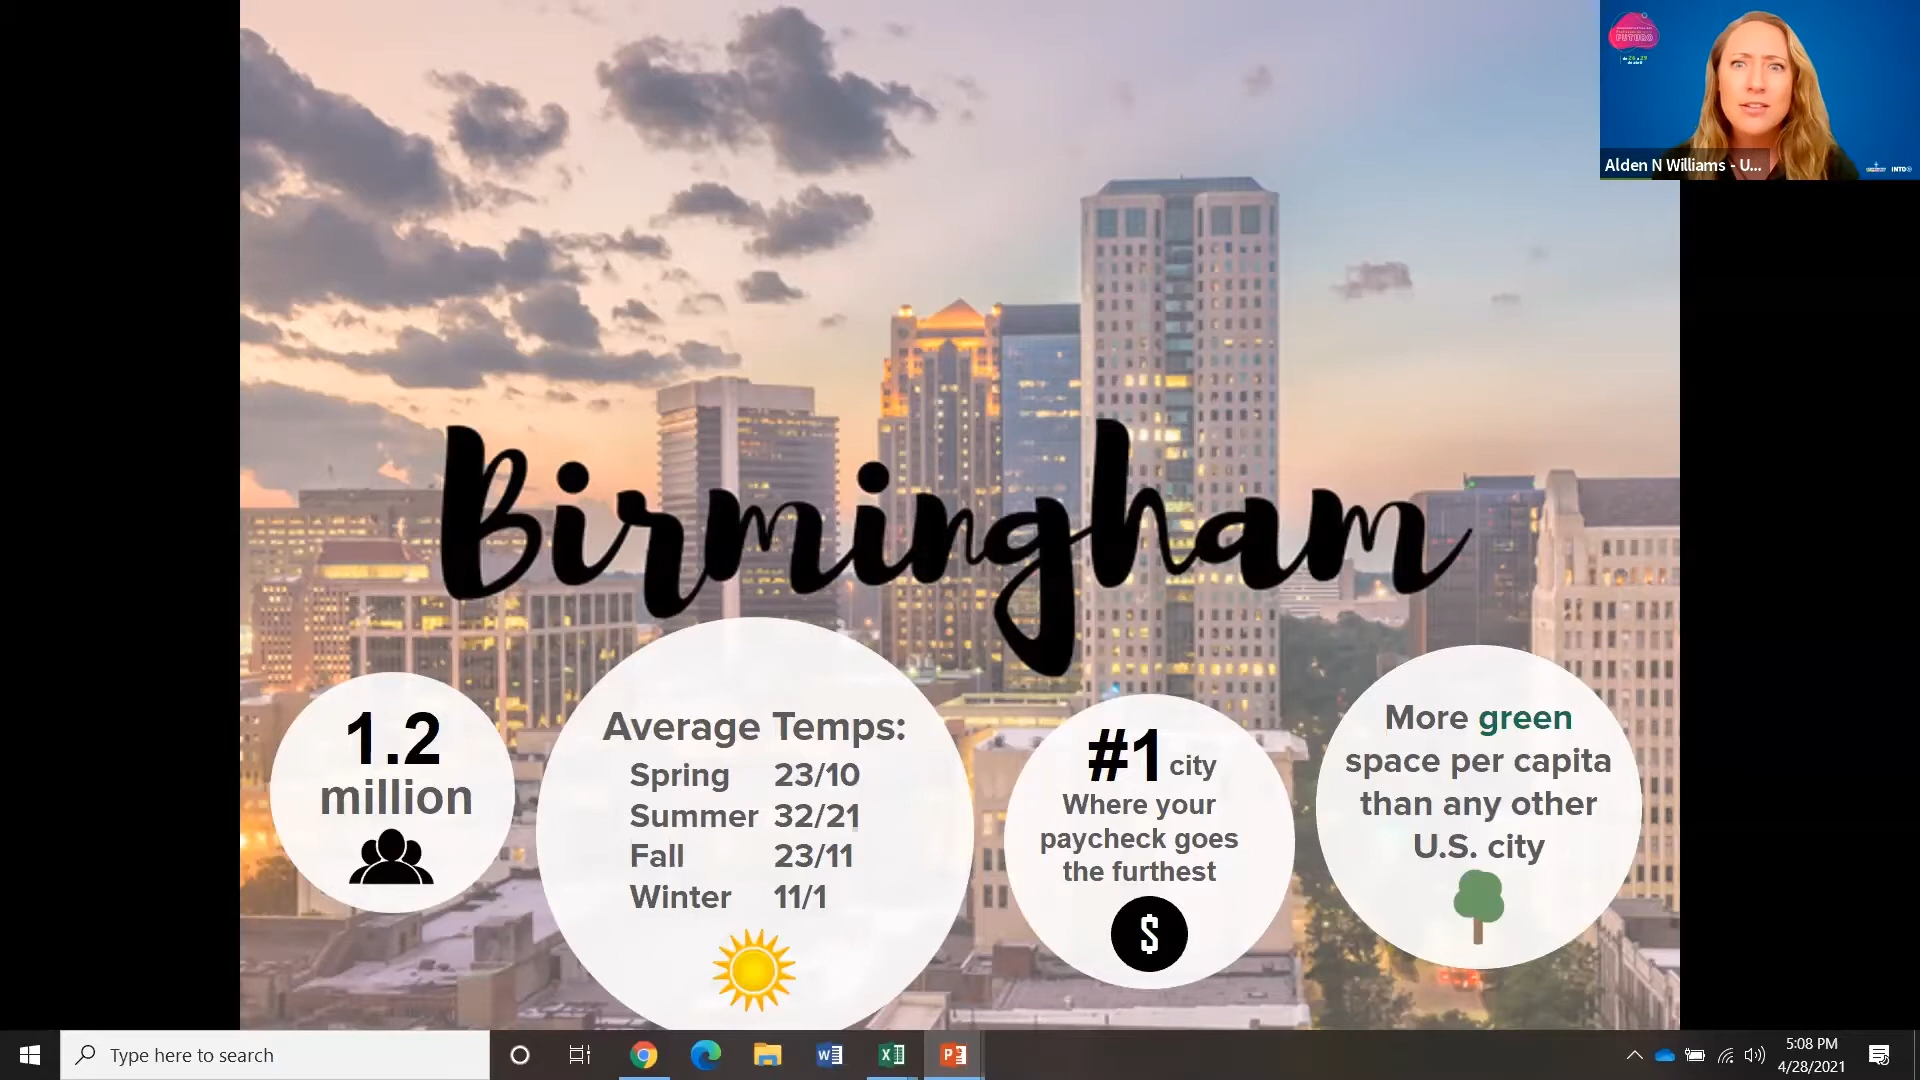 FUTURO
Alden N Williams - U...
INTO
Birmingham
1.2
million
Average Temps:
Spring 23/10
Summer 32/21
Fall 23/11
Winter 11/1
#1 city
Where your
paycheck goes
the furthest
$
More green
space per capita
than any other
U.S. city
Type here to search
5:08 PM
4/28/2021